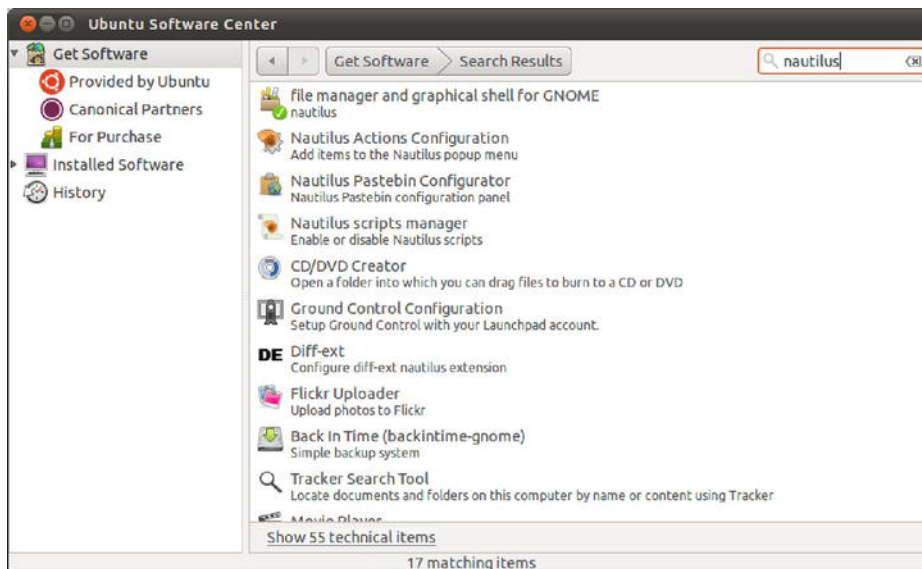 Ubuntu Software Center
Get Software
Provided by Ubuntu
Canonical Partners
For Purchase
Installed Software
History
Get Software
Search Results
nautilus
file manager and graphical shell for GNOME
nautilus
Nautilus Actions Configuration
Add items to the Nautilus popup menu
Nautilus Pastebin Configurator
Nautilus Pastebin configuration panel
Nautilus scripts manager
Enable or disable Nautilus scripts
CD/DVD Creator
Open a folder into which you can drag files to burn to a CD or DVD
Ground Control Configuration
Setup Ground Control with your Launchpad account.
DE
Diff-ext
Configure diff-ext nautilus extension
Flickr Uploader
Upload photos to Flickr
Back In Time (backintime-gnome)
Simple backup system
Tracker Search Tool
Locate documents and folders on this computer by name or content using Tracker
Movie Player
Show 55 technical items
17 matching items